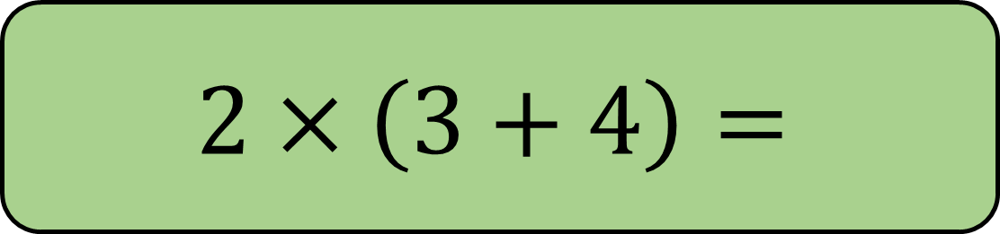 2 × (3 + 4) =